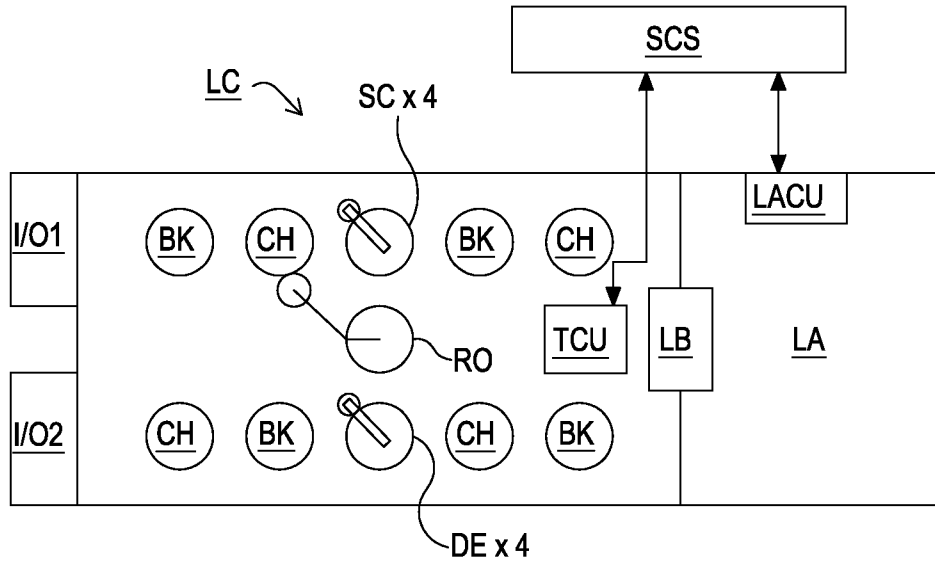 SCS
LC
SC x 4
I/O1
BK
CH
BK
CH
LACU
RO
TCU
LB
LA
I/O2
CH
BK
CH
BK
DE x 4